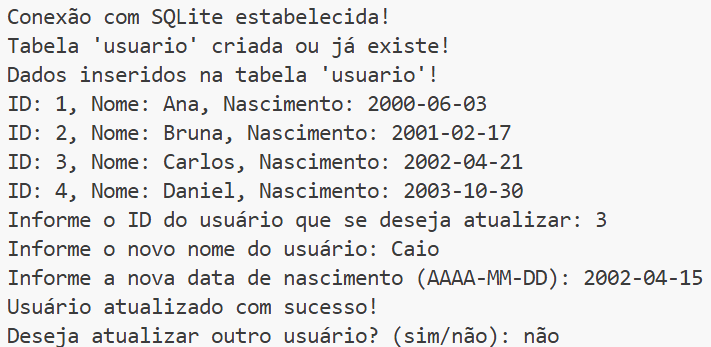 Conexão com SQLite estabelecida!
Tabela 'usuario' criada ou já existe!
Dados inseridos na tabela 'usuario'!
ID: 1, Nome: Ana, Nascimento: 2000-06-03
ID: 2, Nome: Bruna, Nascimento: 2001-02-17
ID: 3, Nome: Carlos, Nascimento: 2002-04-21
ID: 4, Nome: Daniel, Nascimento: 2003-10-30
Informe o ID do usuário que se deseja atualizar: 3
Informe o novo nome do usuário: Caio
Informe a nova data de nascimento (AAAA-MM-DD): 2002-04-15
Usuário atualizado com sucesso!
Deseja atualizar outro usuário? (sim/não): não